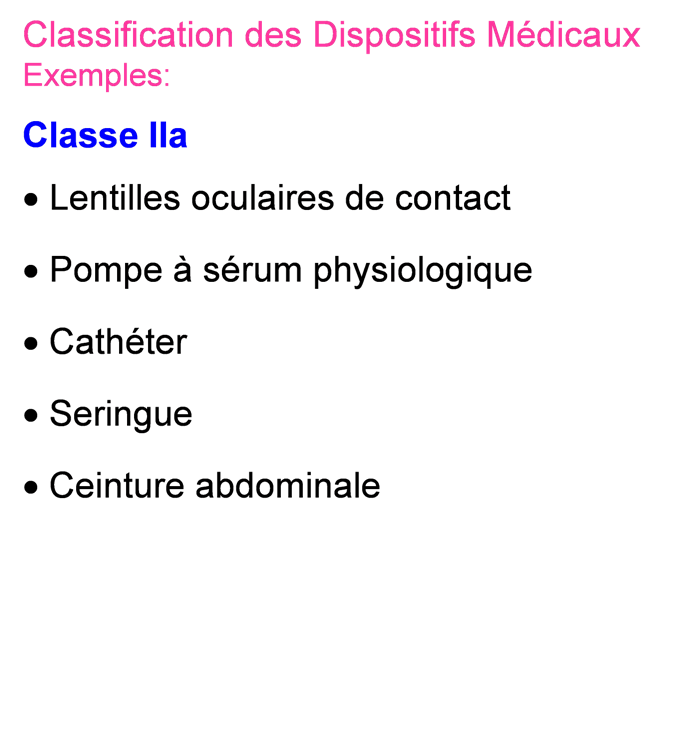 Classification des Dispositifs Médicaux
Exemples:
Classe IIa
• Lentilles oculaires de contact
• Pompe à sérum physiologique
• Cathéter
• Seringue
• Ceinture abdominale